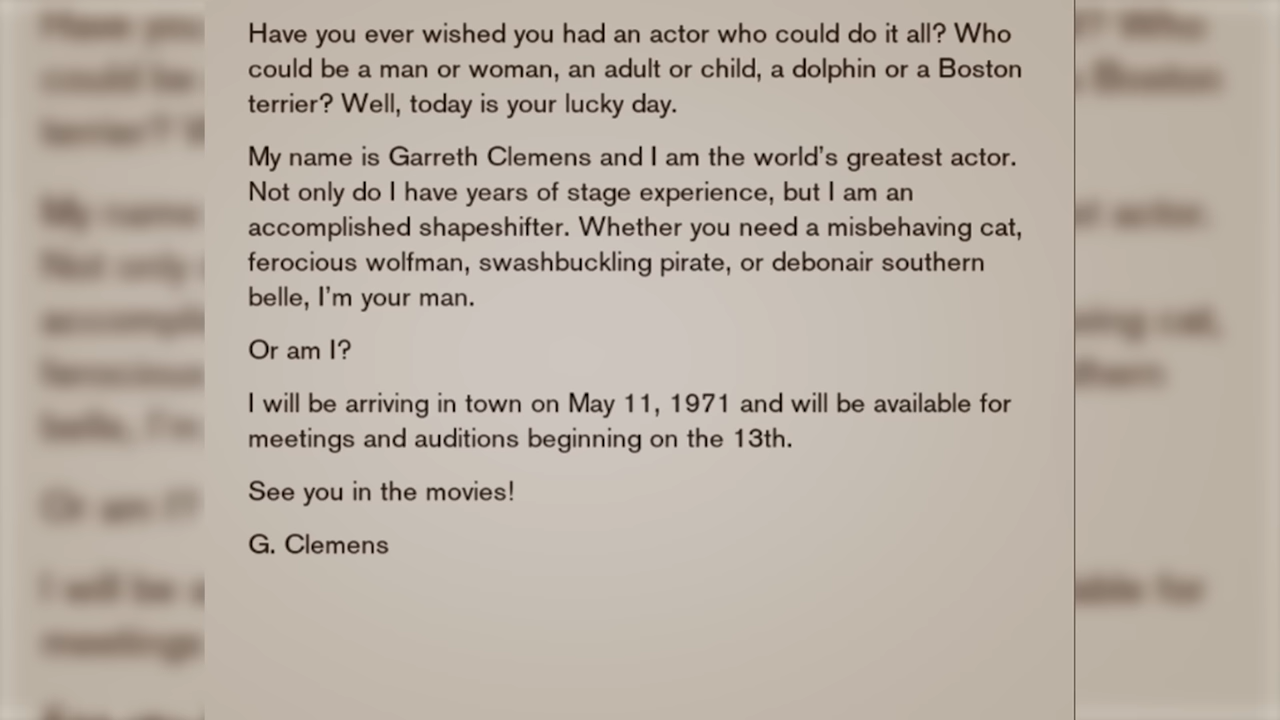 Have you ever wished you had an actor who could do it all? Who
could be a man or woman, an adult or child, a dolphin or a Boston
terrier? Well, today is your lucky day.
My name is Garreth Clemens and I am the world's greatest actor.
Not only do I have years of stage experience, but I am an
accomplished shapeshifter. Whether you need a misbehaving cat,
ferocious wolfman, swashbuckling pirate, or debonair southern
belle, I'm your man.
Or am I?
I will be arriving in town on May 11, 1971 and will be available for
meetings and auditions beginning on the 13th.
See you in the movies!
G. Clemens